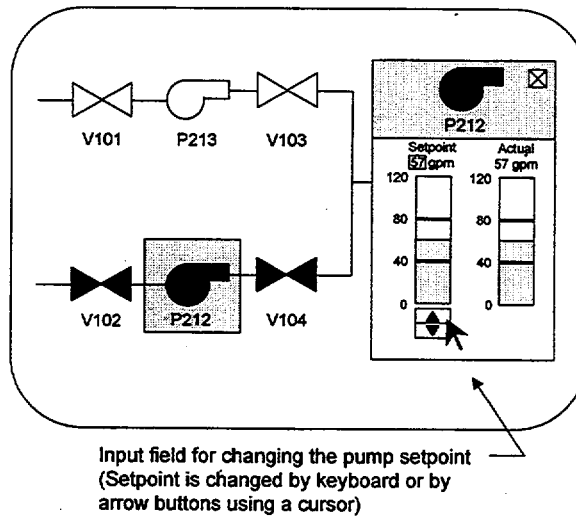 V101
P213
V103
V102
P212
V104
P212
Setpoint
57 gpm
120
80
40
0
Actual
57 gpm
120
80
40
0
Input field for changing the pump setpoint
(Setpoint is changed by keyboard or by
arrow buttons using a cursor)